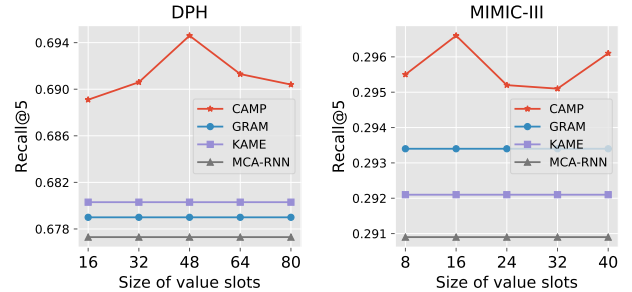 DPH
0.694
0.690
0.686
0.682
0.678
Recall@5
16 32 48 64 80
Size of value slots
CAMP
GRAM
KAME
MCA-RNN
MIMIC-III
0.296
0.295
0.294
0.293
0.292
0.291
Recall@5
8 16 24 32 40
Size of value slots
CAMP
GRAM
KAME
MCA-RNN